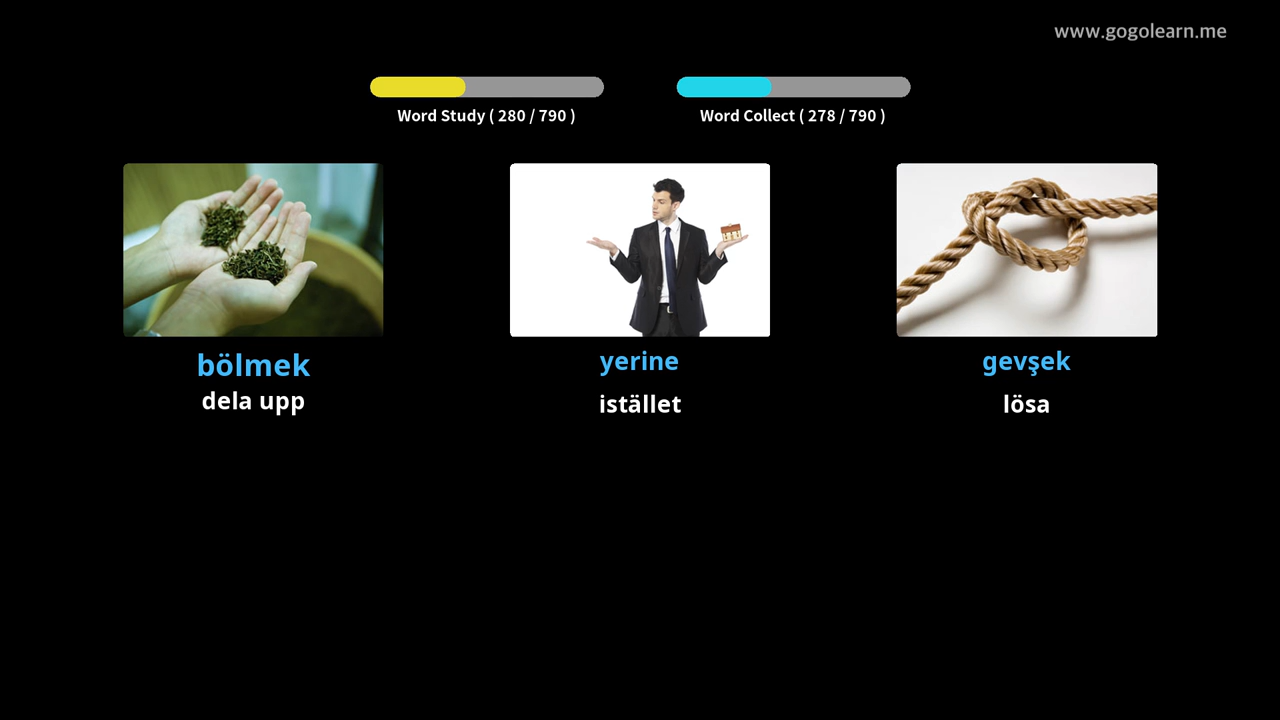 www.gogolearn.me
Word Study ( 280 / 790 )
Word Collect ( 278 / 790 )
bölmek
dela upp
yerine
istället
gevşek
lösa